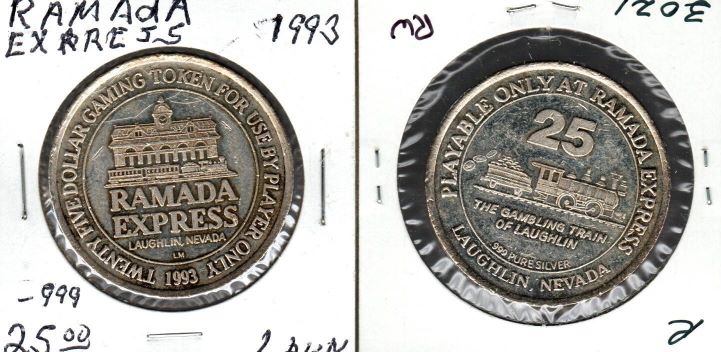 RAMADA
EXPRESS 1993
TWENTY FIVE DOLLAR GAMING TOKEN FOR USE BY PLAYER ONLY
RAMADA
EXPRESS
LAUGHLIN, NEVADA
LM
1993
-999
25.00
PLAYABLE ONLY AT RAMADA EXPRESS
25
THE GAMBLING TRAIN
OF LAUGHLIN
.999 PURE SILVER
LAUGHLIN, NEVADA